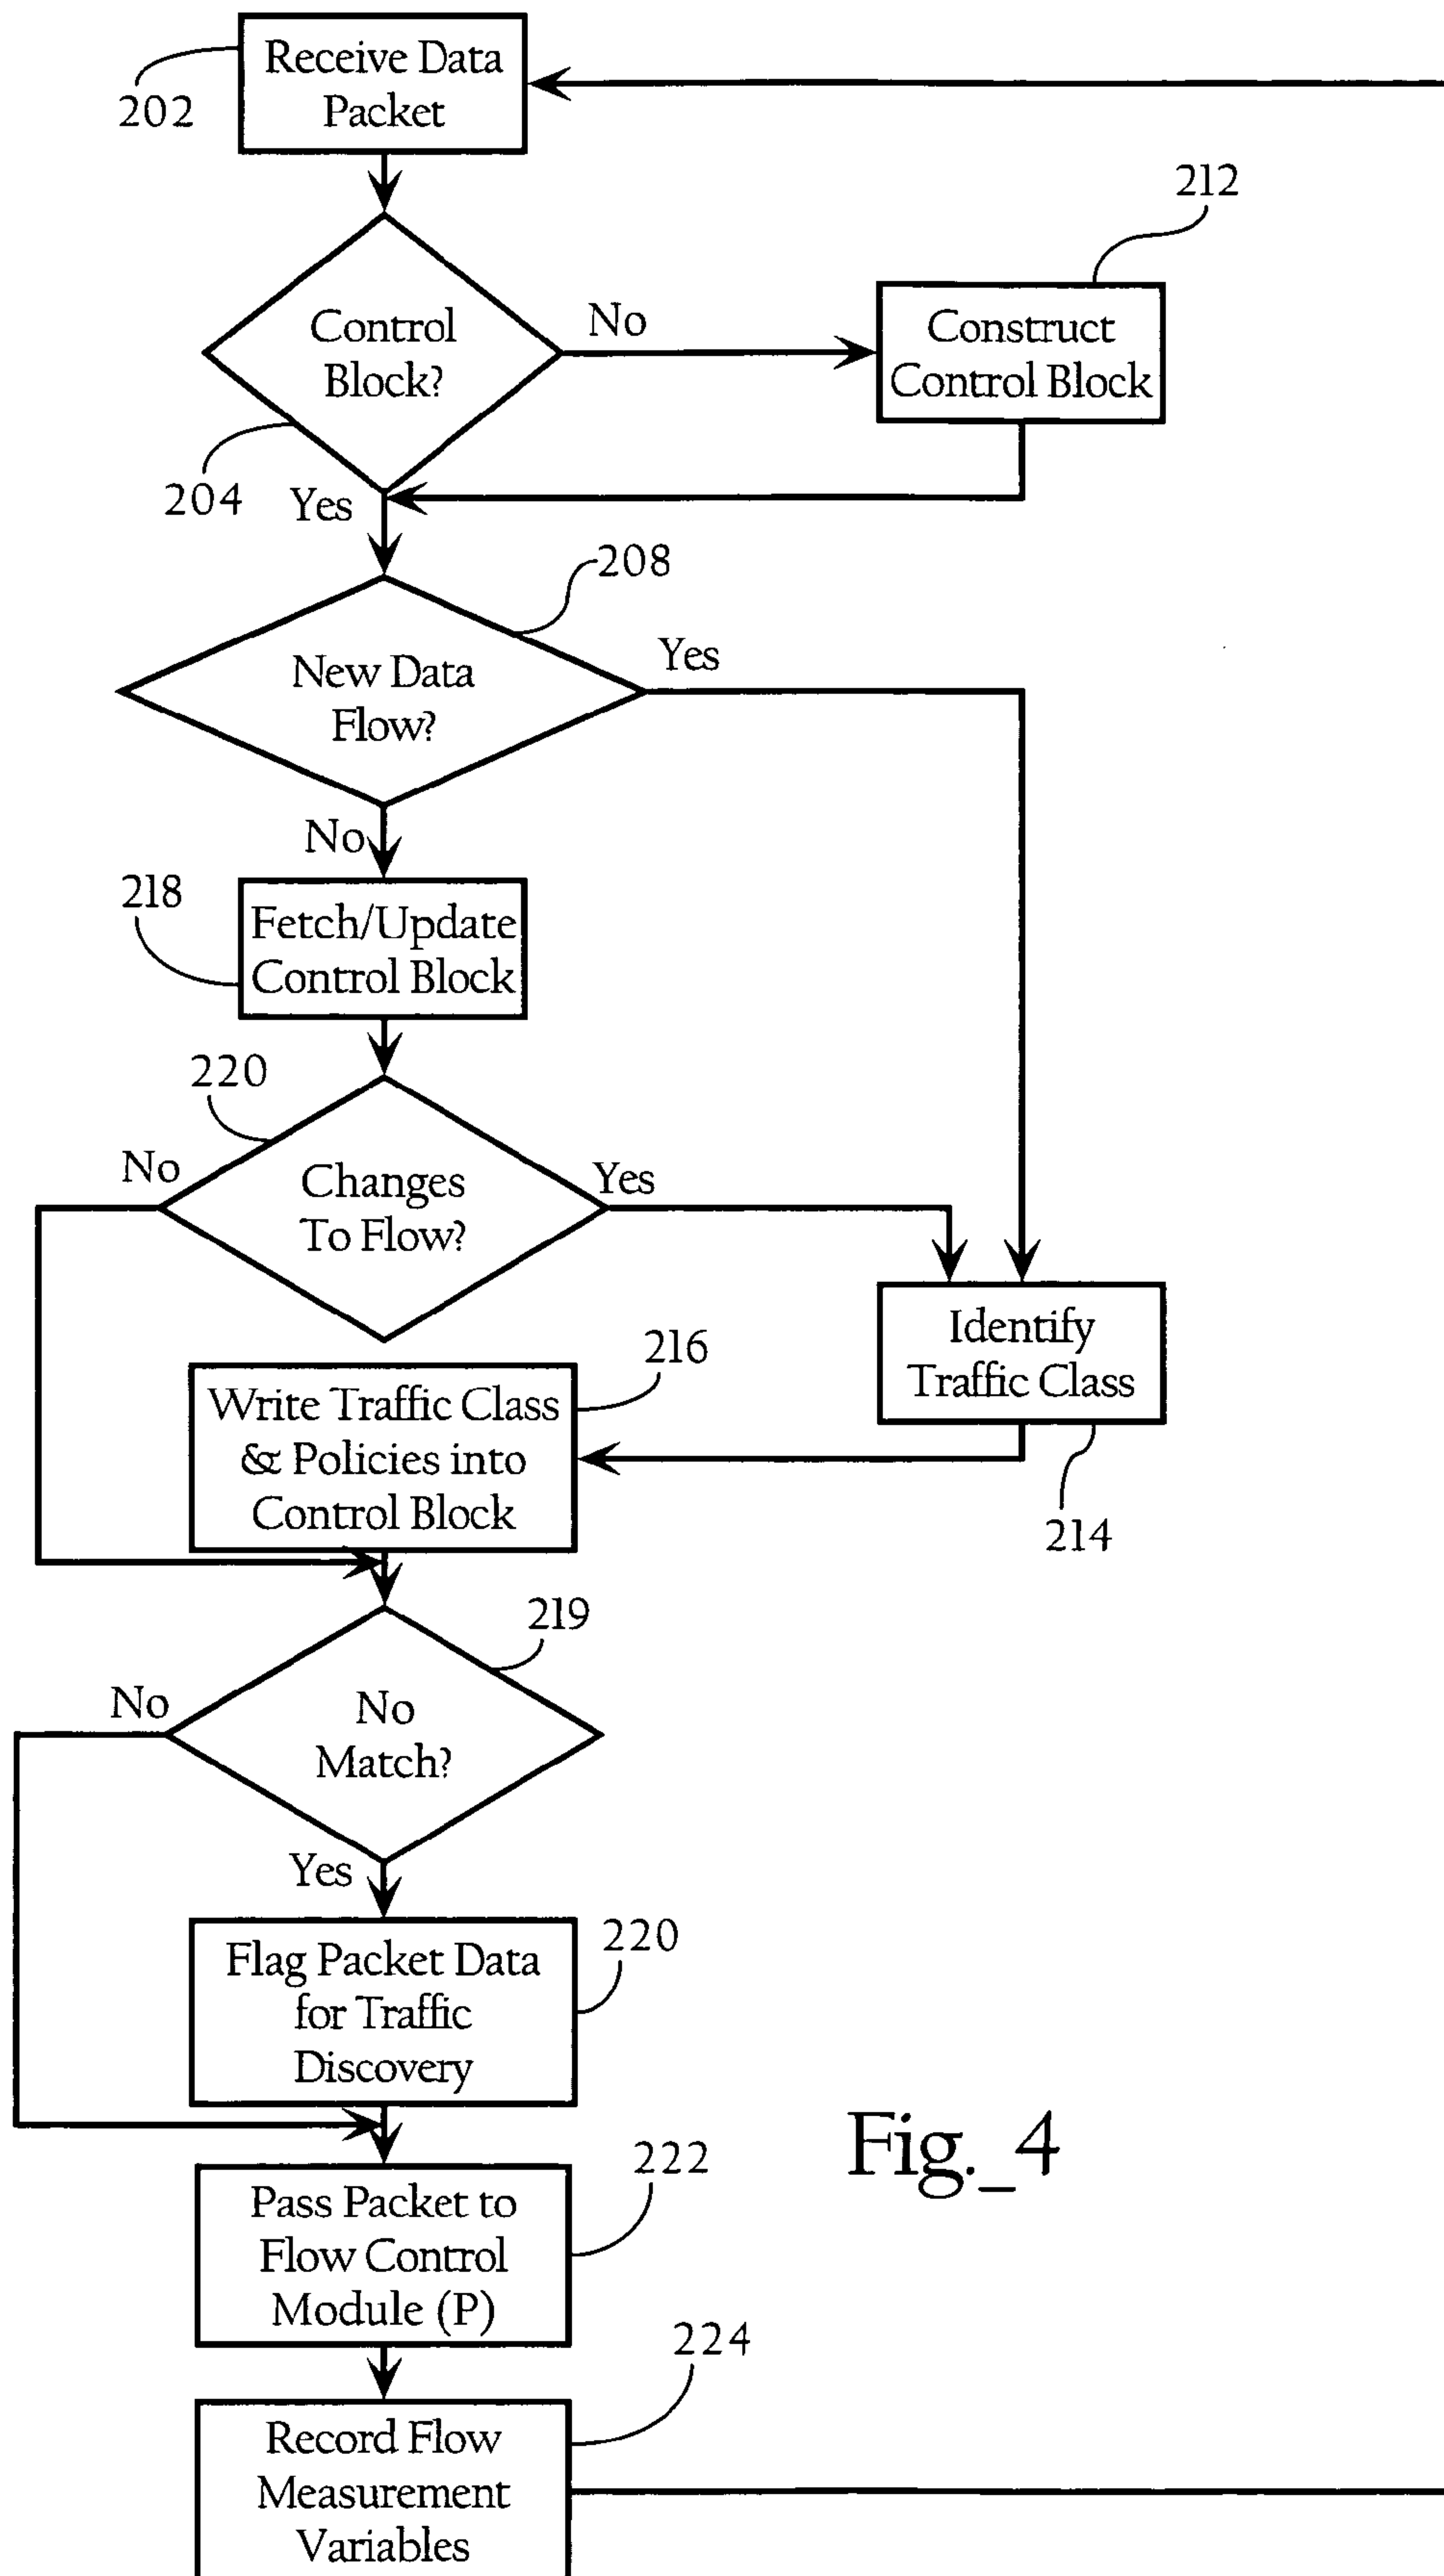 Receive Data
Packet
202
212
Control
Block?
No
Construct
Control Block
204
Yes
208
New Data
Flow?
Yes
No
218
Fetch/Update
Control Block
220
No
Changes
To Flow?
Yes
Identify
Traffic Class
216
Write Traffic Class
& Policies into
Control Block
214
219
No
No
Match?
Yes
220
Flag Packet Data
for Traffic
Discovery
Fig._4
222
Pass Packet to
Flow Control
Module (P)
224
Record Flow
Measurement
Variables